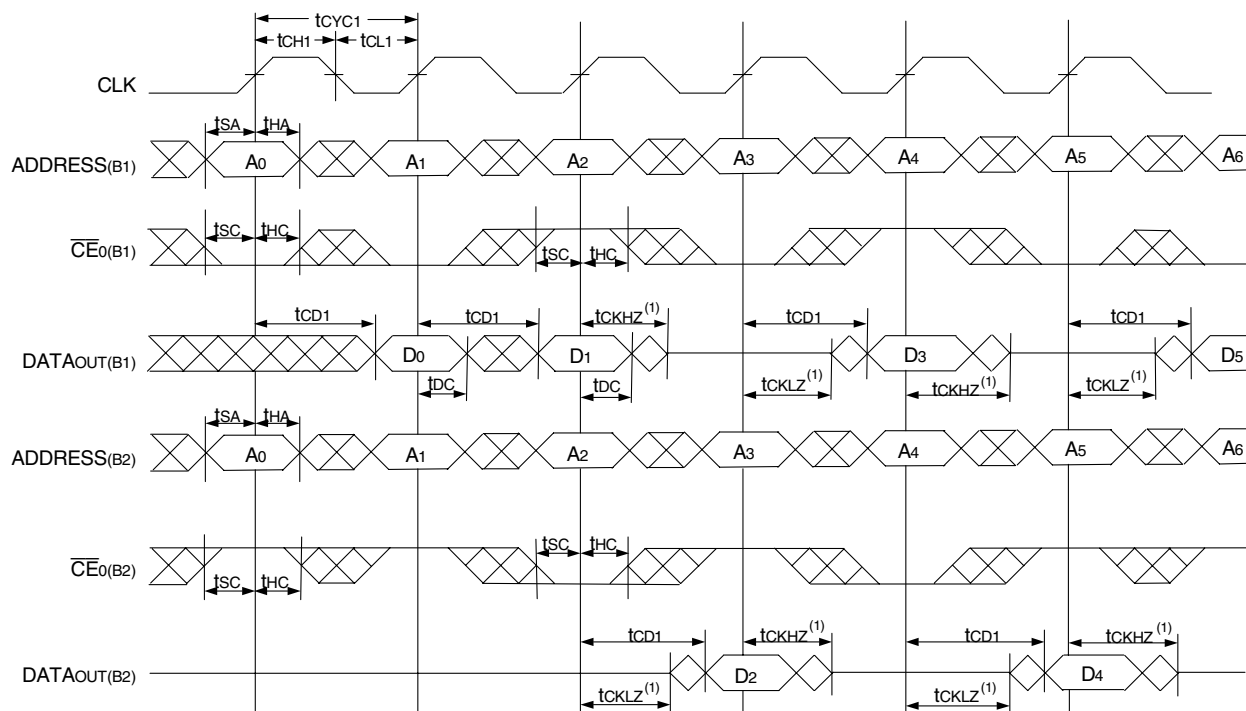 tCYC1
tCH1 tCL1
CLK
tSA tHA
ADDRESS(B1) A0 A1 A2 A3 A4 A5 A6
tSC tHC
CE0(B1) tSC tHC
tCD1 tCD1 tCKHZ(1) tCD1 tCD1
DATAOUT(B1) D0 D1 D3 D5
tDC tDC tCKLZ(1) tCKHZ(1) tCKLZ(1)
tSA tHA
ADDRESS(B2) A0 A1 A2 A3 A4 A5 A6
tSC tHC
CE0(B2)
tSC tHC
tCD1 tCKHZ(1) tCD1 tCKHZ(1)
DATAOUT(B2) D2 D4
tCKLZ(1) tCKLZ(1)